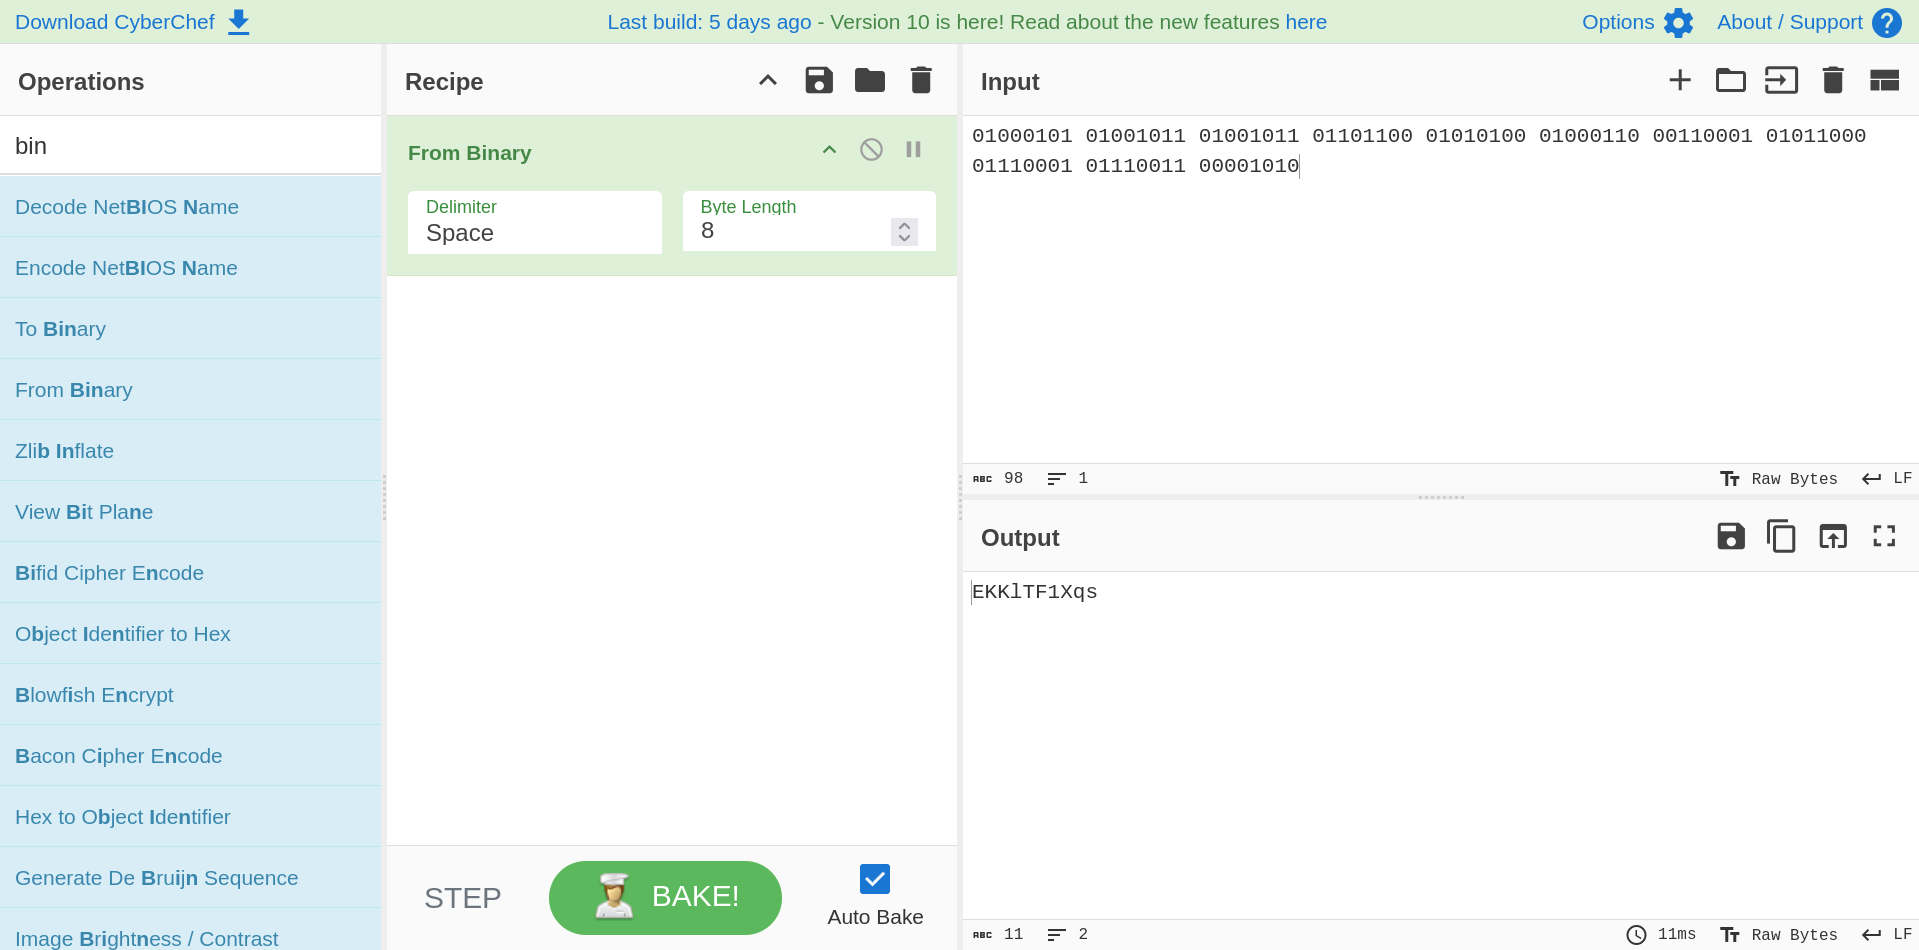 Download CyberChef
Last build: 5 days ago - Version 10 is here! Read about the new features here
Options
About / Support
Operations
bin
Decode NetBIOS Name
Encode NetBIOS Name
To Binary
From Binary
Zlib Inflate
View Bit Plane
Bifid Cipher Encode
Object Identifier to Hex
Blowfish Encrypt
Bacon Cipher Encode
Hex to Object Identifier
Generate De Bruijn Sequence
Image Brightness / Contrast
Recipe
From Binary
Delimiter
Space
Byte Length
8
STEP
BAKE!
Auto Bake
Input
01000101 01001011 01001011 01101100 01010100 01000110 00110001 01011000
01110001 01110011 00001010
ABC 98 1
Raw Bytes LF
Output
EKKlTF1Xqs
ABC 11 2
11ms Raw Bytes LF